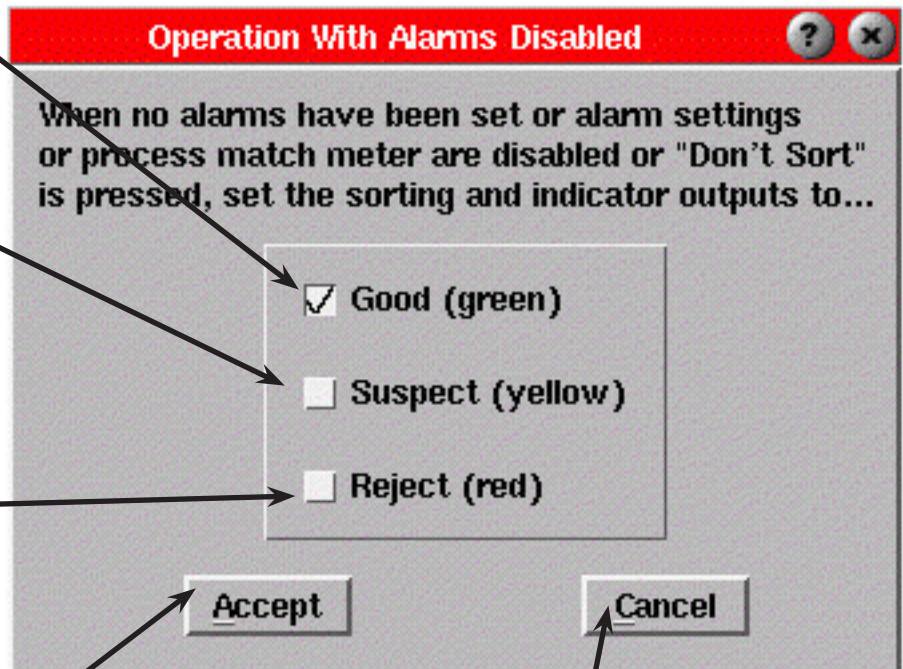 Operation With Alarms Disabled
?
×
When no alarms have been set or alarm settings
or process match meter are disabled or "Don't Sort"
is pressed, set the sorting and indicator outputs to...
Good (green)
Suspect (yellow)
Reject (red)
Accept
Cancel